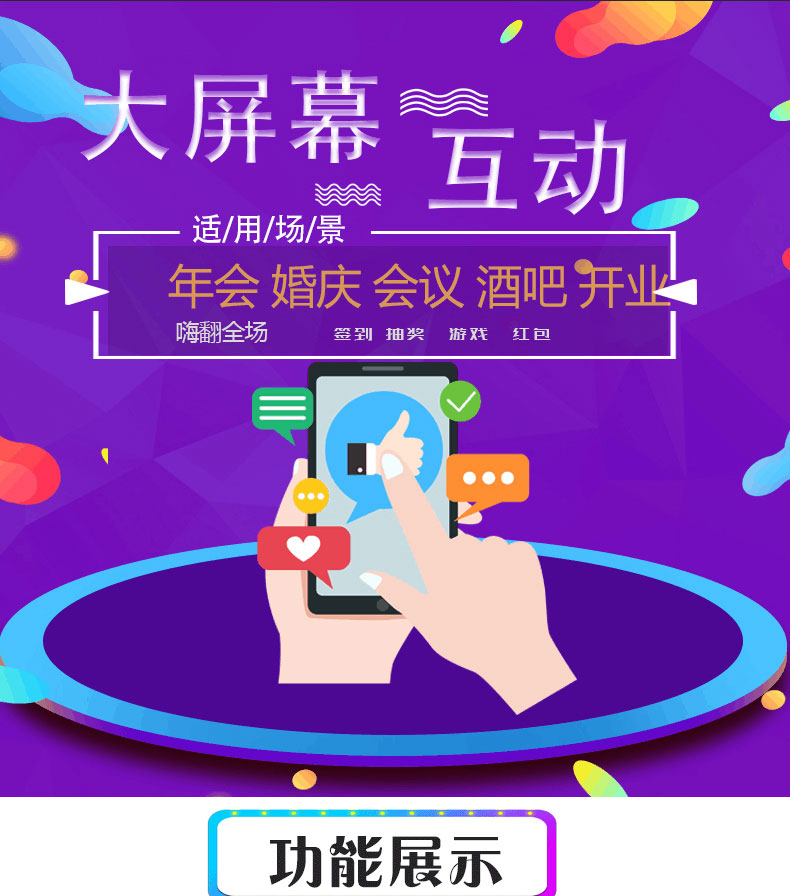 大屏幕
互动
适/用/场/景
年会 婚庆 会议 酒吧 开业
嗨翻全场 签到 抽奖 游戏 红包
功能展示